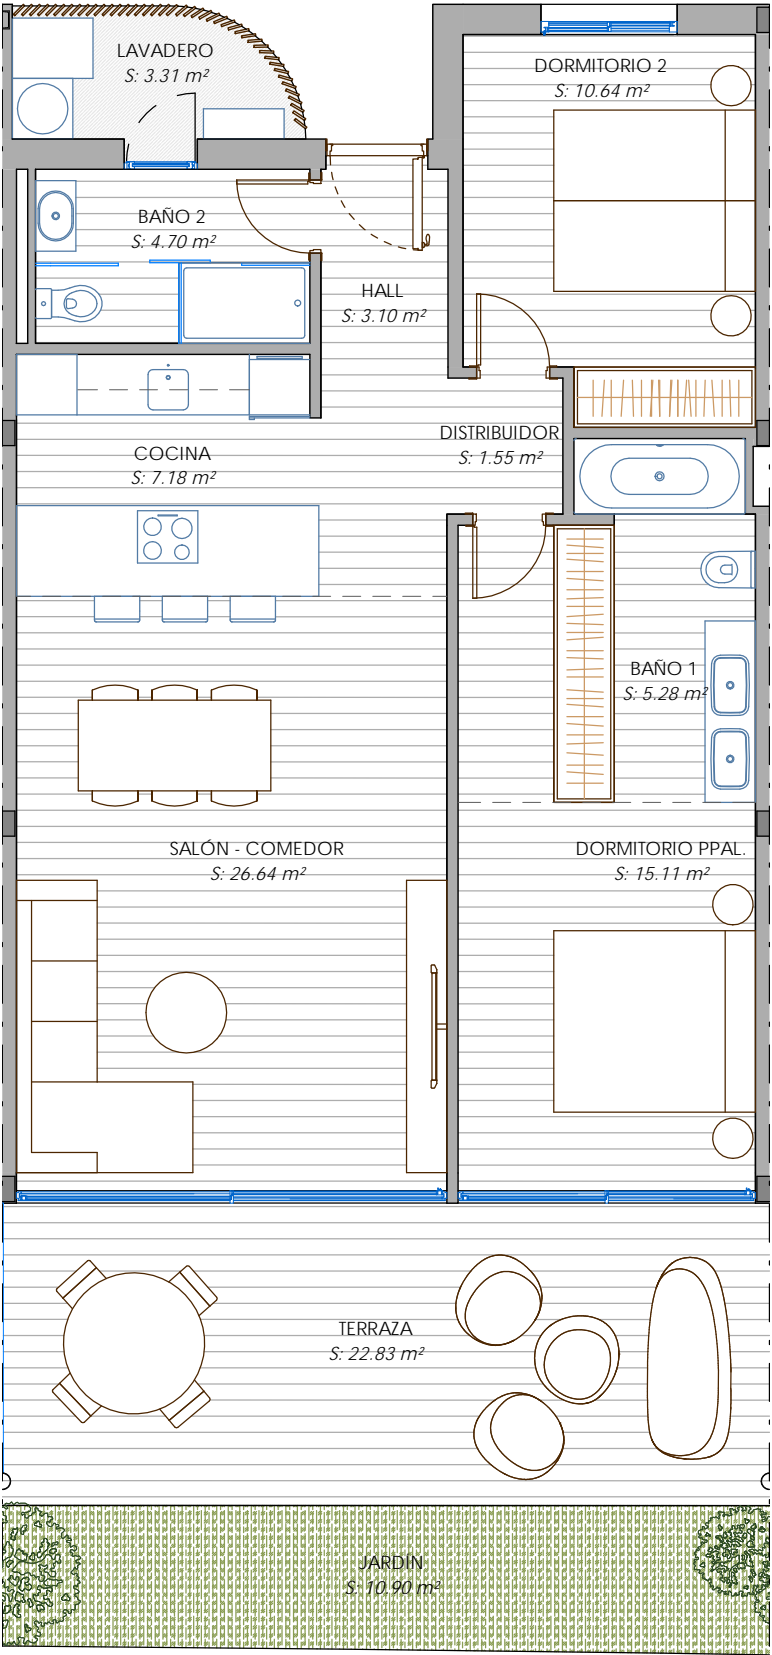 LAVADERO
S: 3.31 m²
DORMITORIO 2
S: 10.64 m²
BAÑO 2
S: 4.70 m²
HALL
S: 3.10 m²
DISTRIBUIDOR
S: 1.55 m²
COCINA
S: 7.18 m²
BAÑO 1
S: 5.28 m²
SALÓN - COMEDOR
S: 26.64 m²
DORMITORIO PPAL.
S: 15.11 m²
TERRAZA
S: 22.83 m²
JARDÍN
S: 10.90 m²